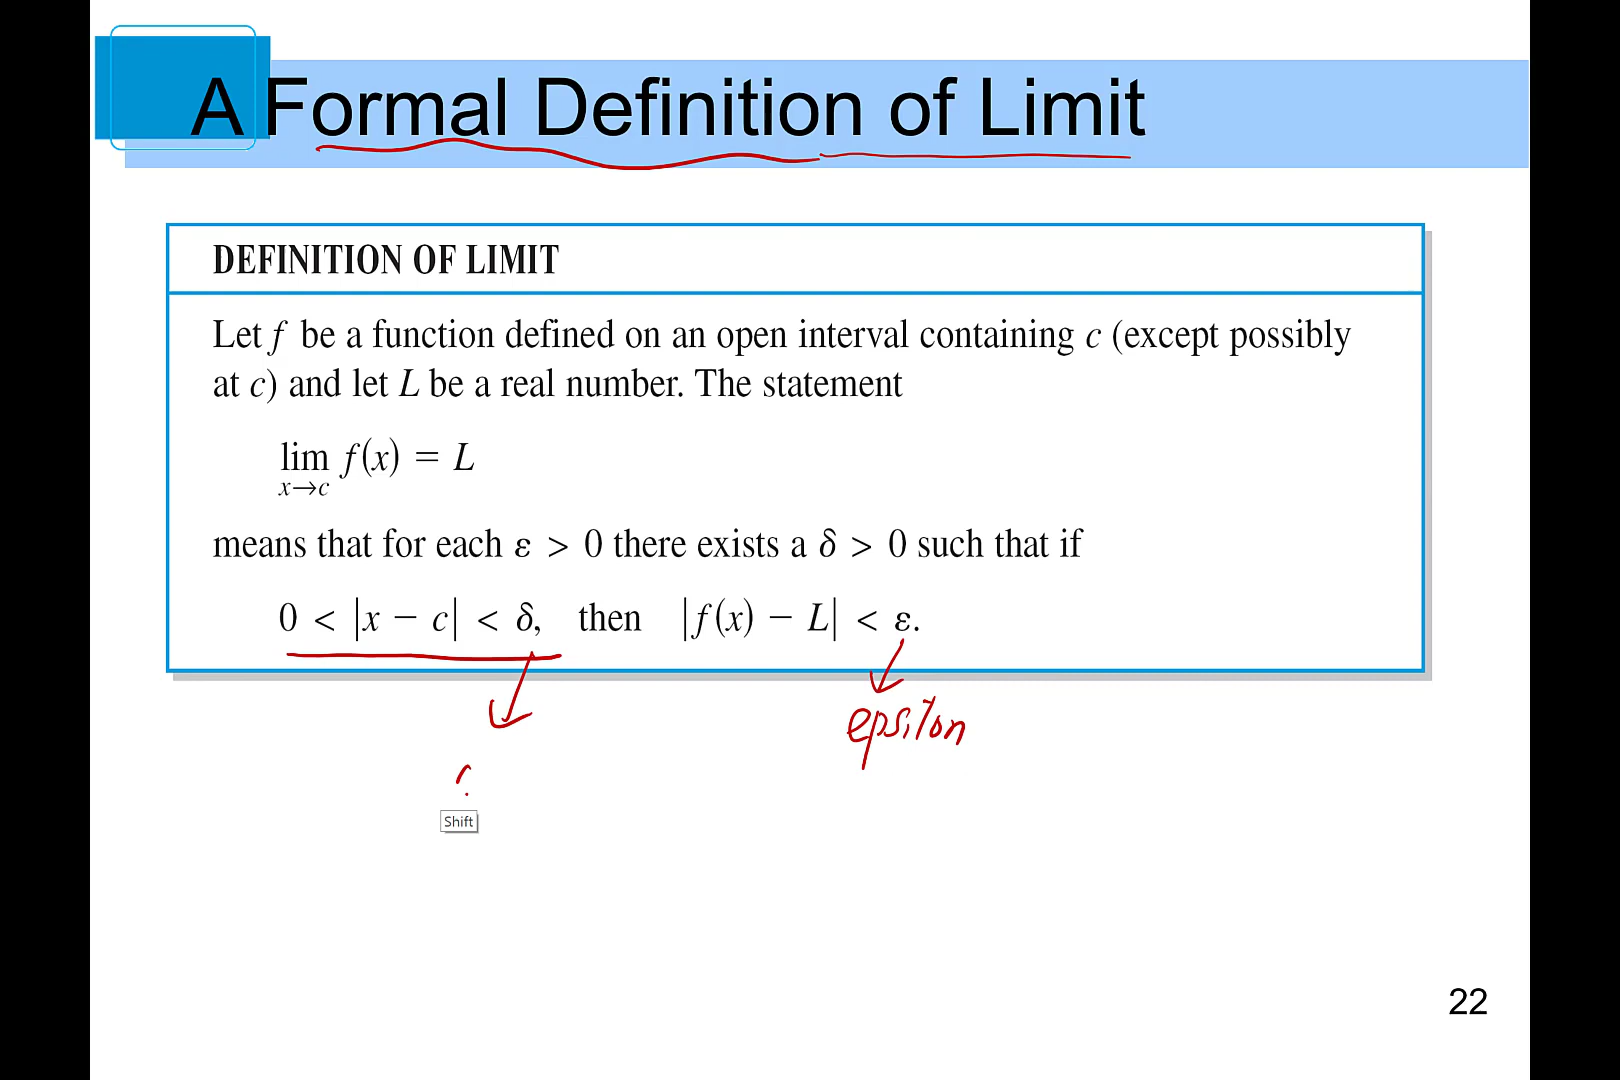 A Formal Definition of Limit
DEFINITION OF LIMIT
Let f be a function defined on an open interval containing c (except possibly
at c) and let L be a real number. The statement
lim f(x) = L
x→c
means that for each ε > 0 there exists a δ > 0 such that if
0 < |x − c| < δ, then |f(x) − L| < ε.
epsilon
Shift
22